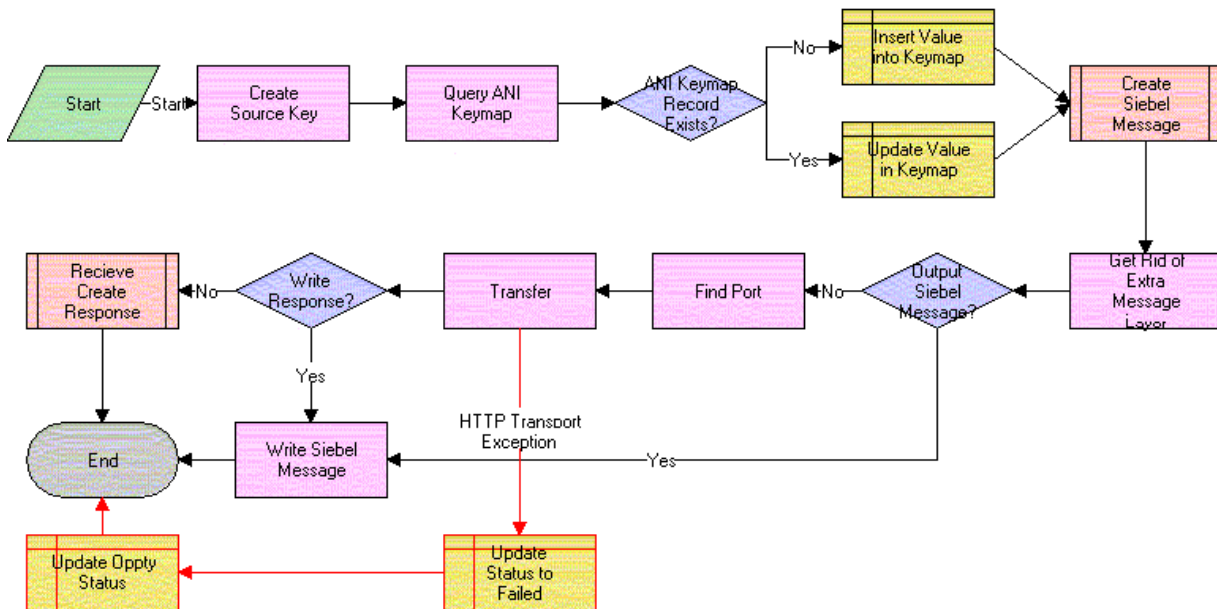 Start
Start
Create
Source Key
Query ANI
Keymap
ANI Keymap
Record
Exists?
No
Insert Value
into Keymap
Yes
Update Value
in Keymap
Create
Siebel
Message
Get Rid of
Extra
Message
Layer
Output
Siebel
Message?
No
Find Port
Transfer
Write
Response?
No
Recieve
Create
Response
Yes
HTTP Transport
Exception
Yes
Write Siebel
Message
End
Update Oppty
Status
Update
Status to
Failed